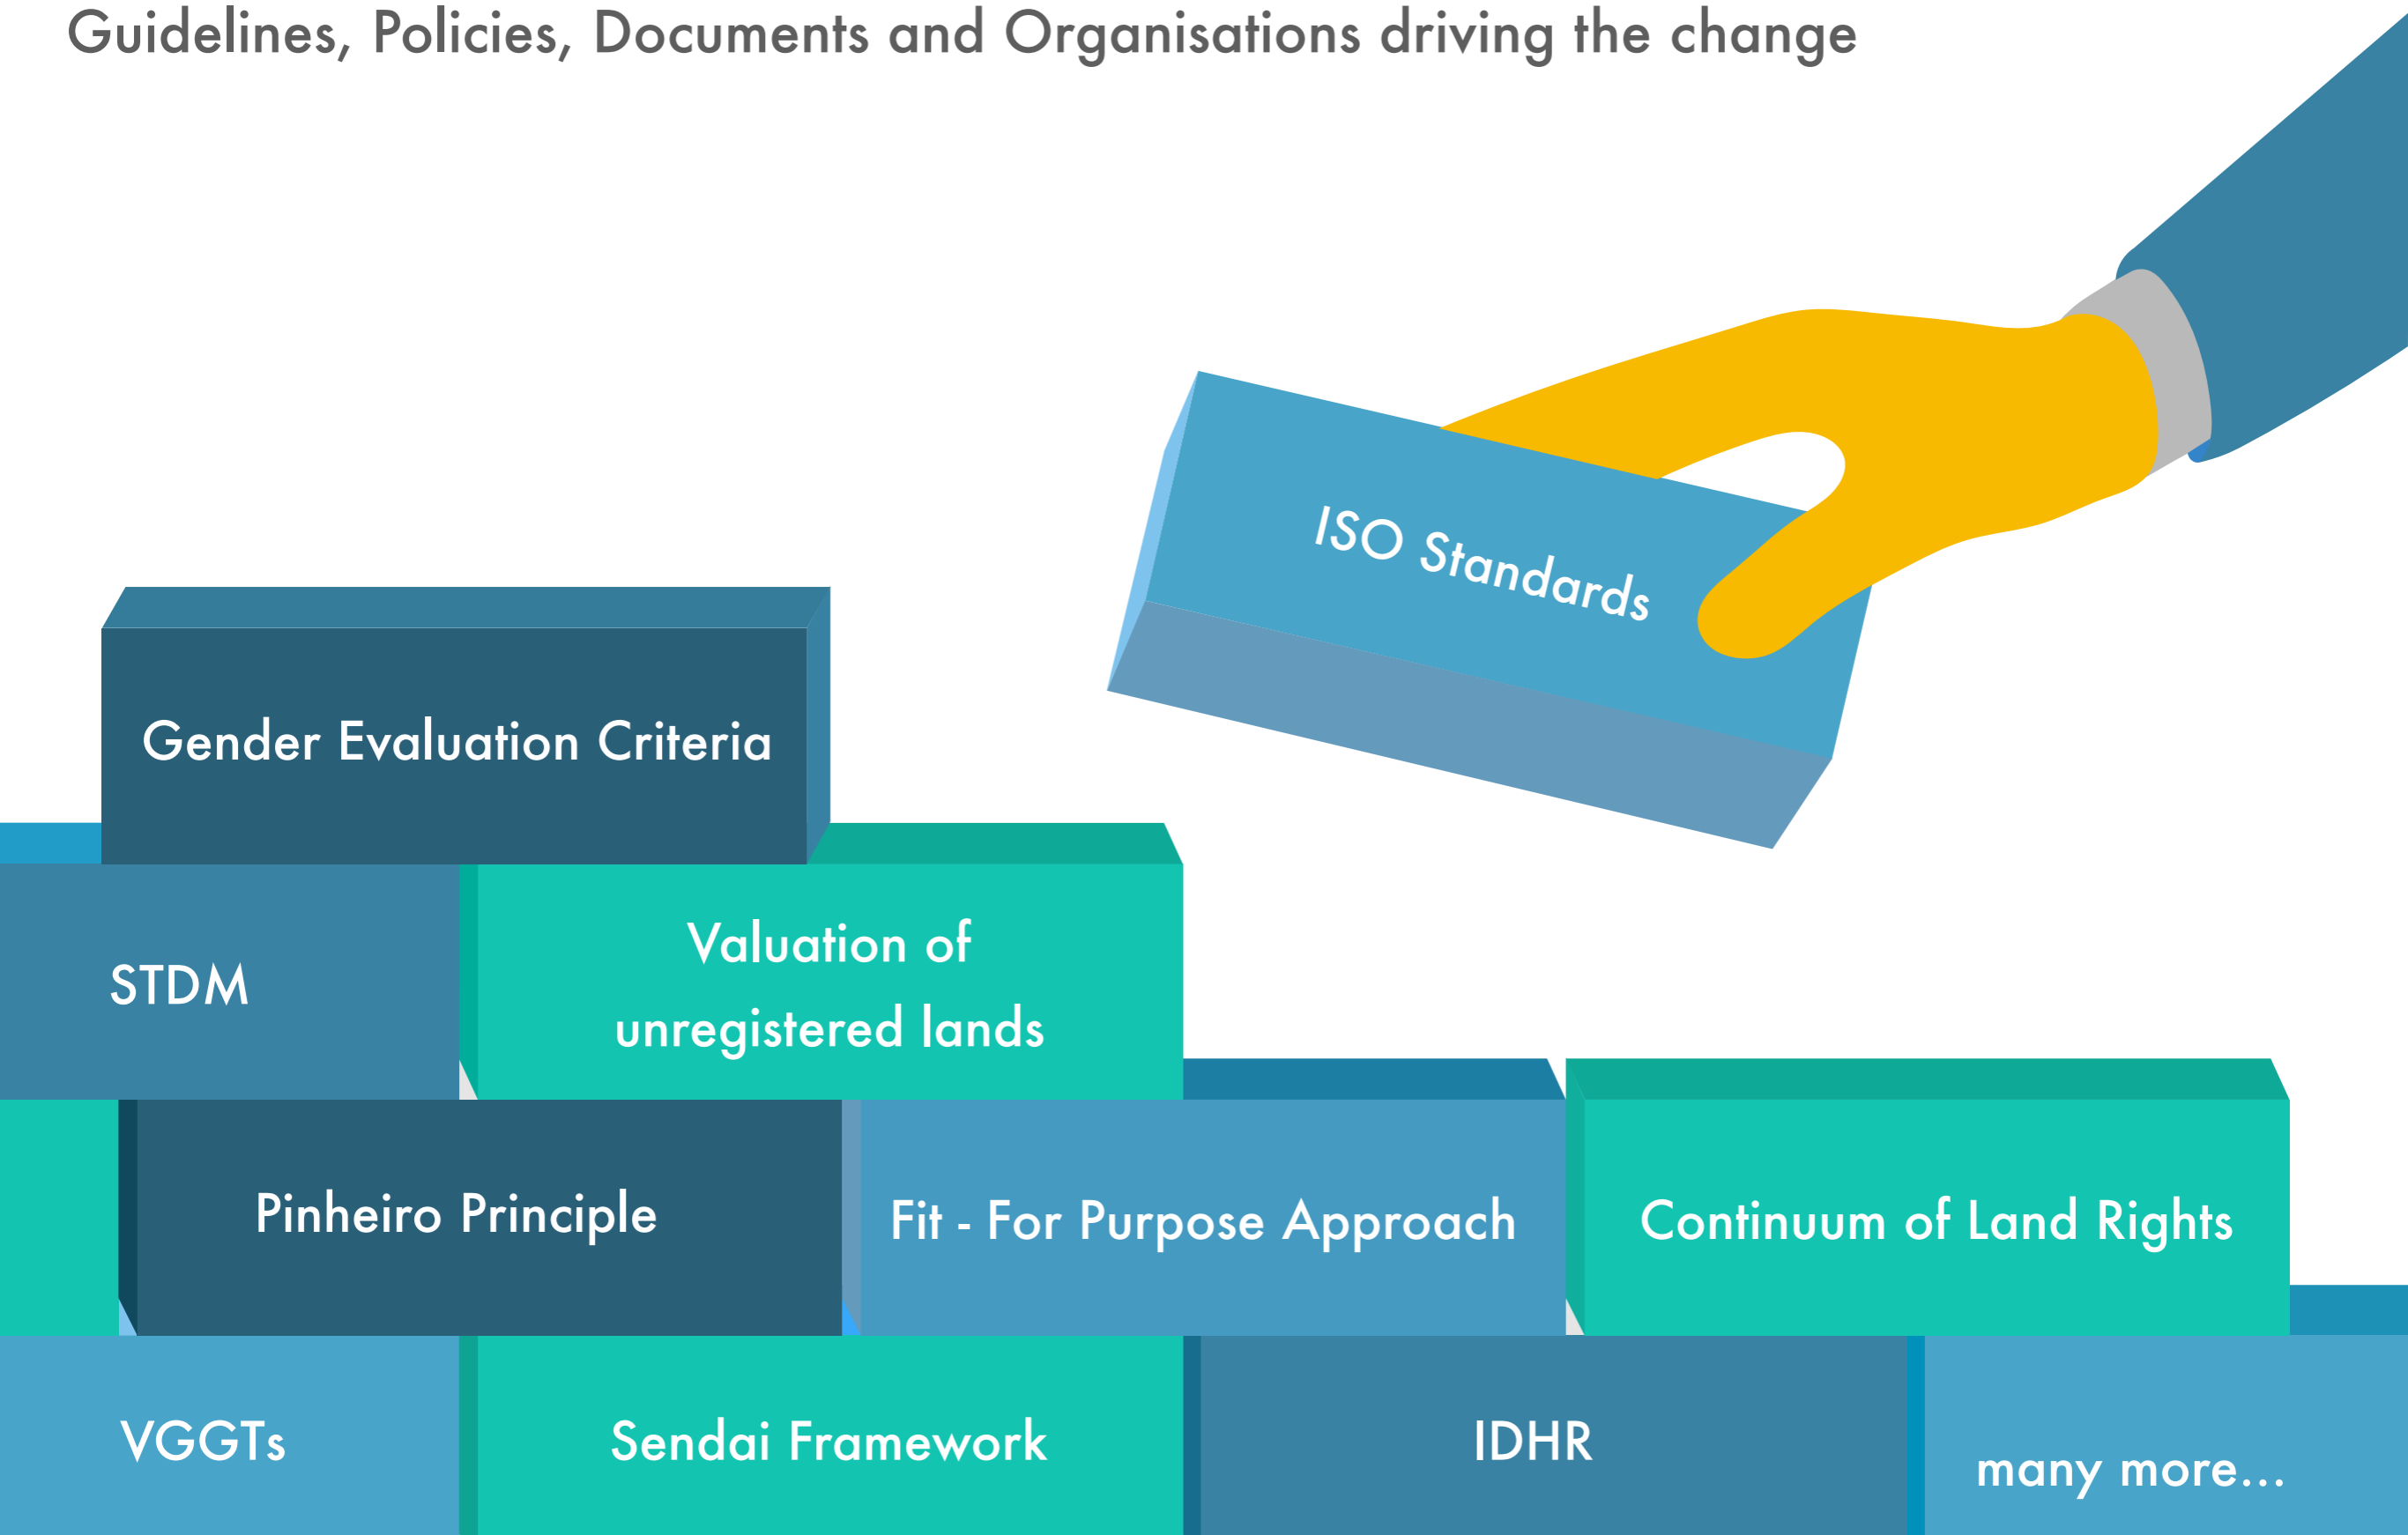 Guidelines, Policies, Documents and Organisations driving the change
ISO Standards
Gender Evaluation Criteria
STDM
Valuation of
unregistered lands
Pinheiro Principle
Fit - For Purpose Approach
Continuum of Land Rights
VGGTs
Sendai Framework
IDHR
many more...